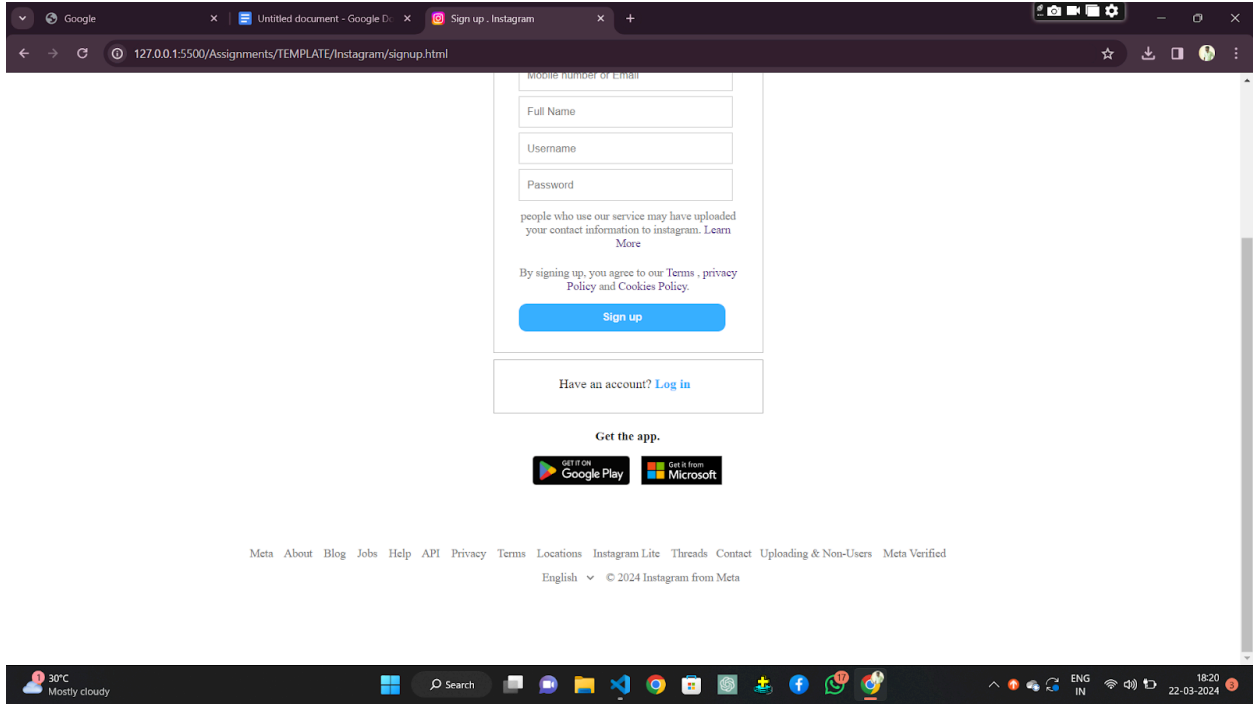 Google
Untitled document - Google Do
Sign up . Instagram
127.0.0.1:5500/Assignments/TEMPLATE/Instagram/signup.html
Mobile number or Email
Full Name
Username
Password
people who use our service may have uploaded
your contact information to instagram. Learn
More
By signing up, you agree to our Terms , privacy
Policy and Cookies Policy.
Sign up
Have an account? Log in
Get the app.
GET IT ON
Google Play
Get it from
Microsoft
Meta About Blog Jobs Help API Privacy Terms Locations Instagram Lite Threads Contact Uploading & Non-Users Meta Verified
English © 2024 Instagram from Meta
1
30°C
Mostly cloudy
Search
17
ENG
IN
18:20
22-03-2024
3